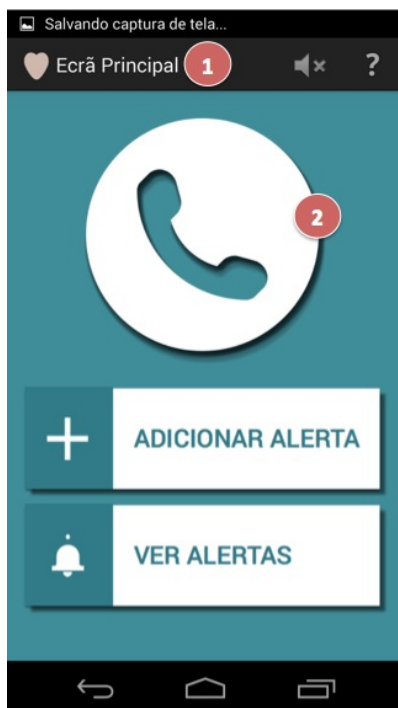 Salvando captura de tela...
Ecrã Principal 1 ?
2
ADICIONAR ALERTA
VER ALERTAS